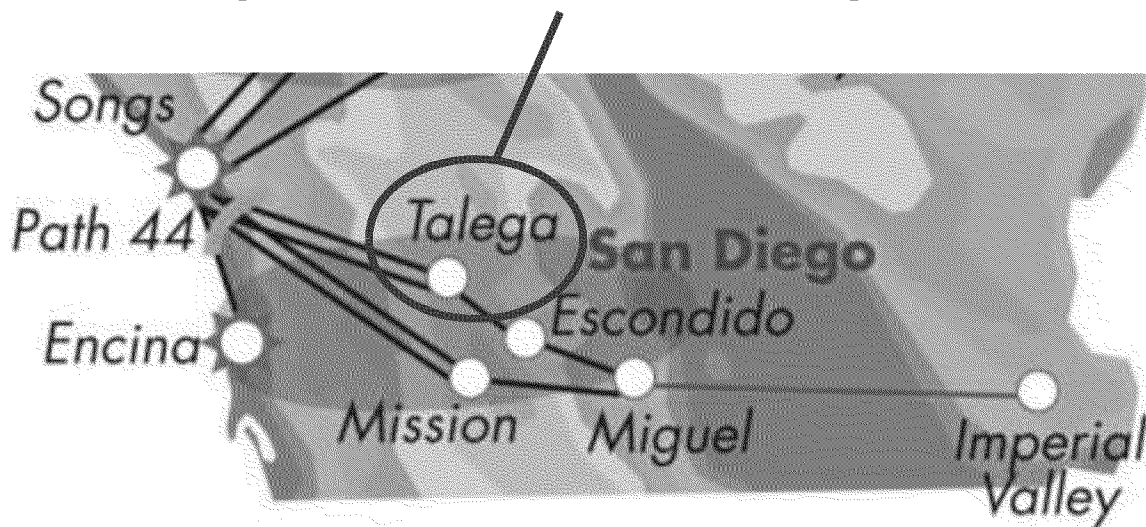 Songs
Path 44
Talega
San Diego
Escondido
Encina
Mission
Miguel
Imperial
Valley